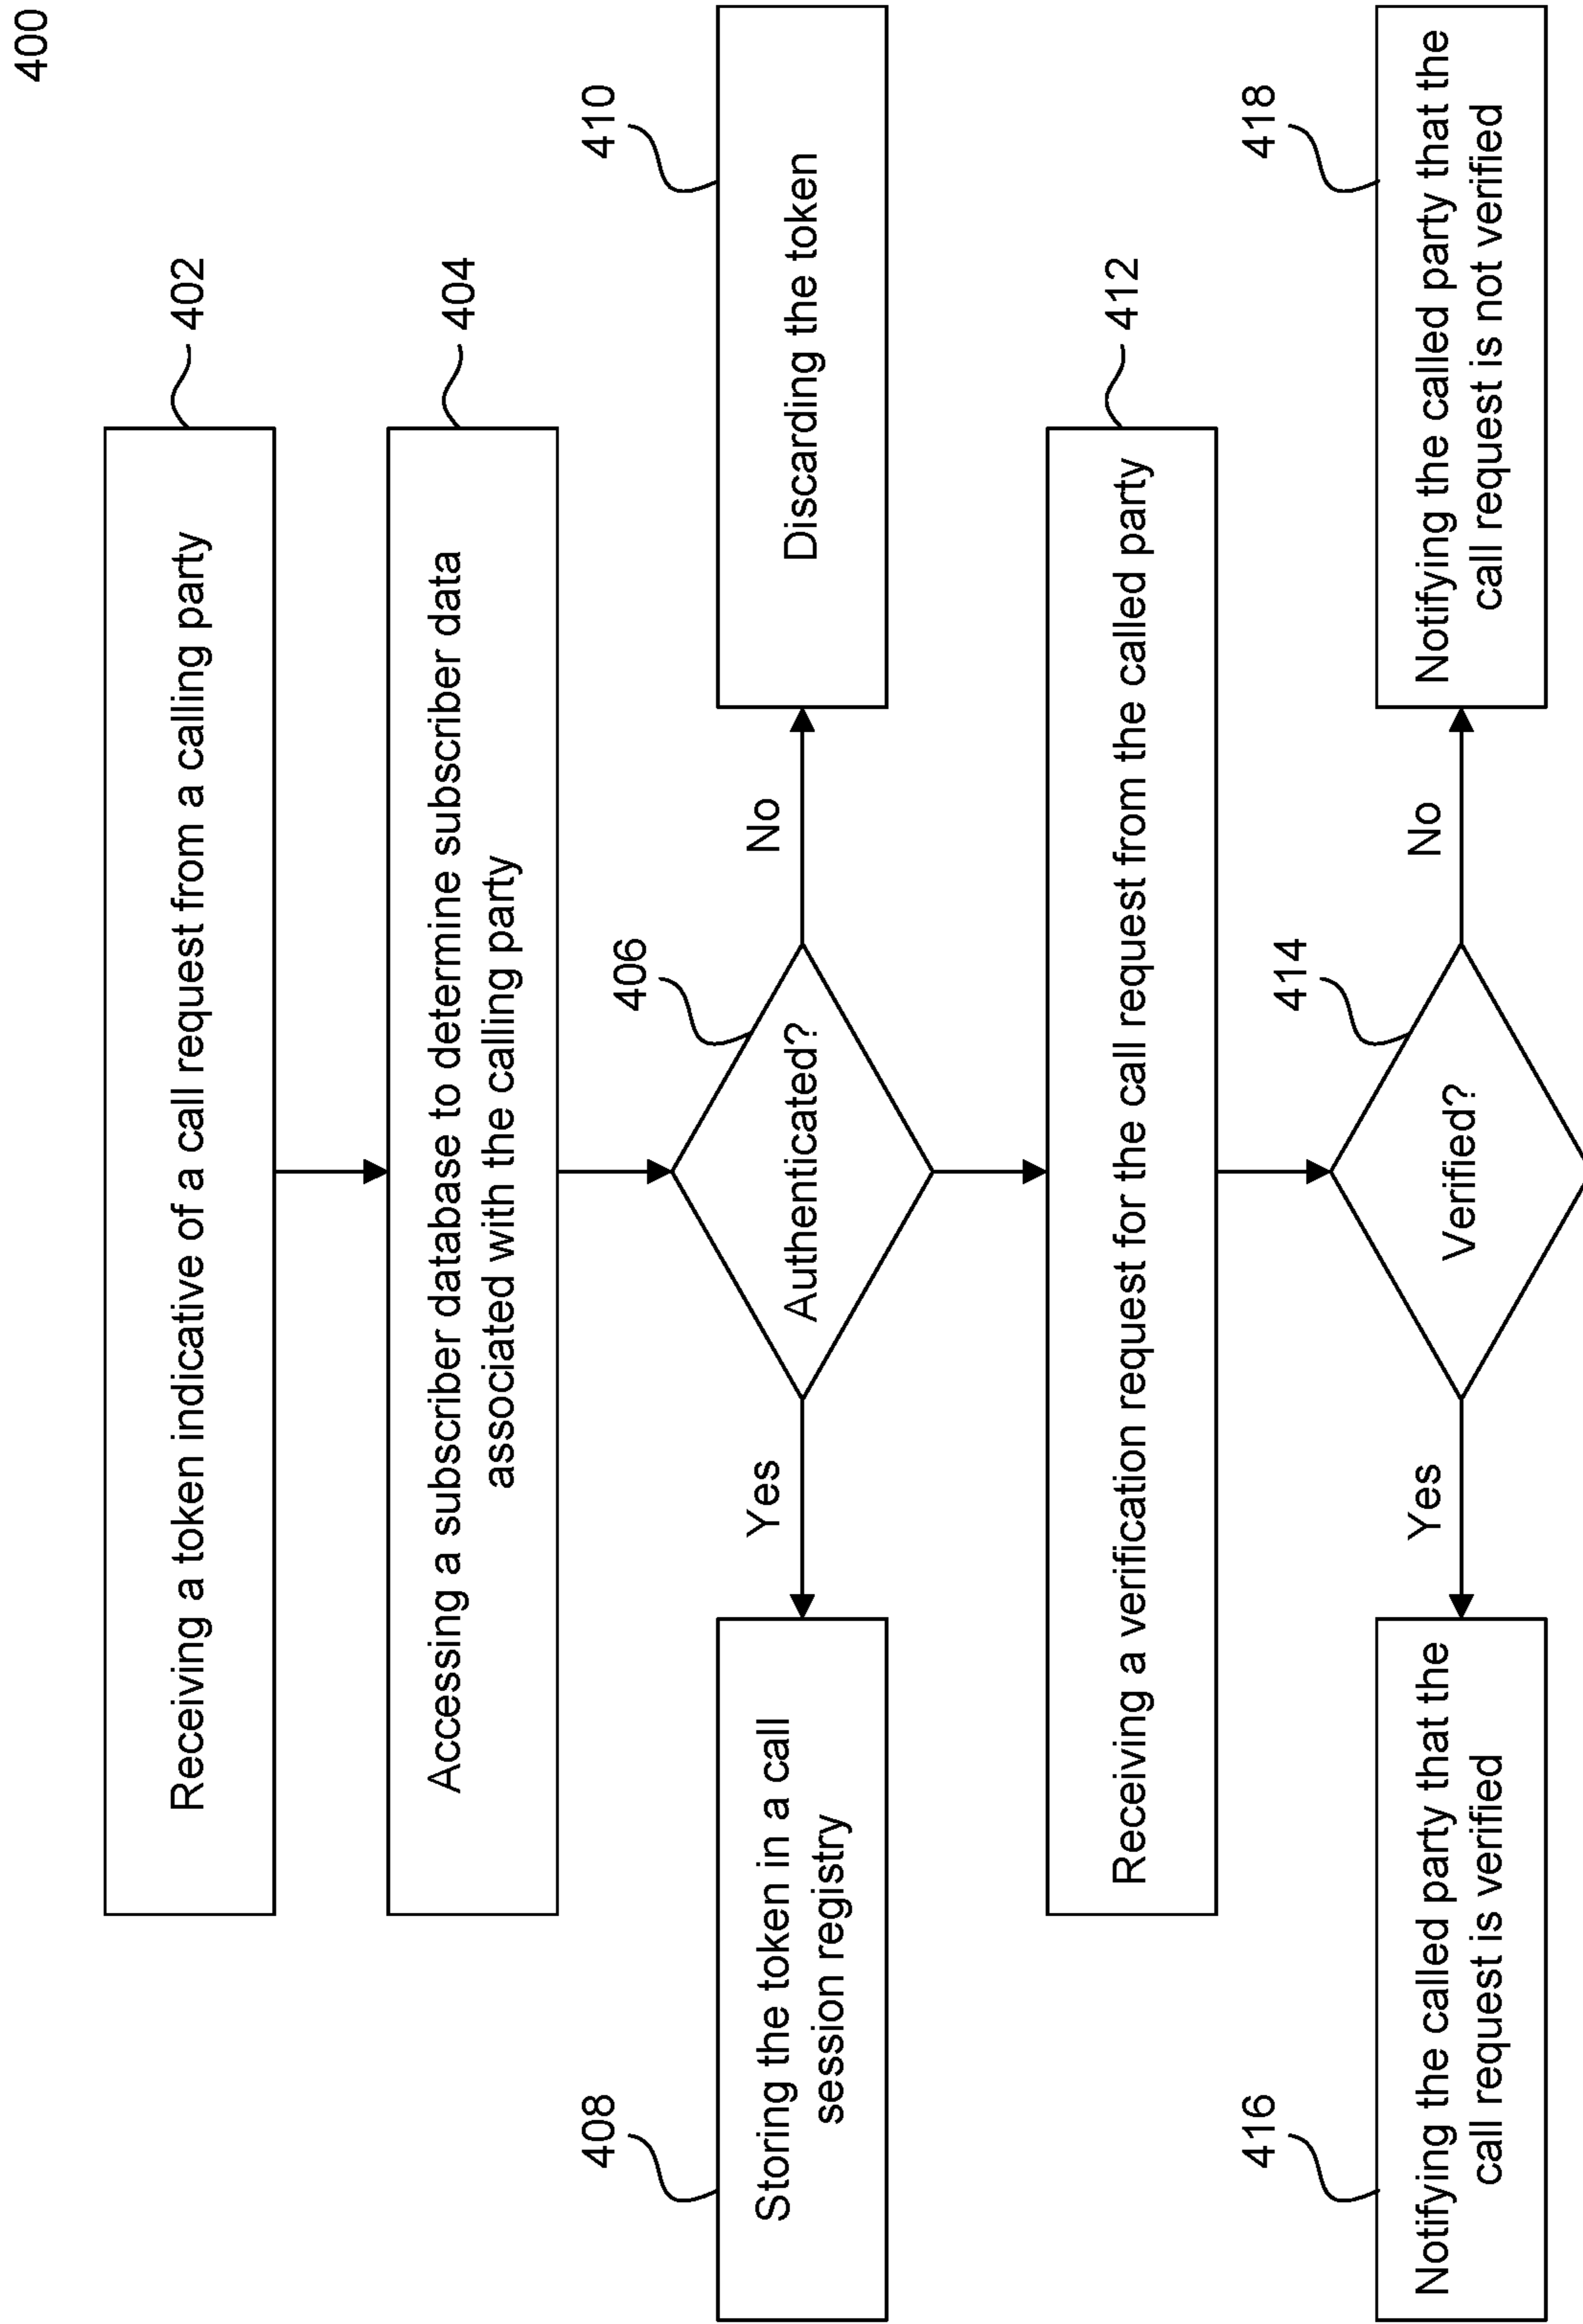 400
Receiving a token indicative of a call request from a calling party
402
Accessing a subscriber database to determine subscriber data
associated with the calling party
404
406
Authenticated?
Yes
No
408
Storing the token in a call
session registry
410
Discarding the token
Receiving a verification request for the call request from the called party
412
414
Verified?
Yes
No
416
Notifying the called party that the
call request is verified
418
Notifying the called party that the
call request is not verified